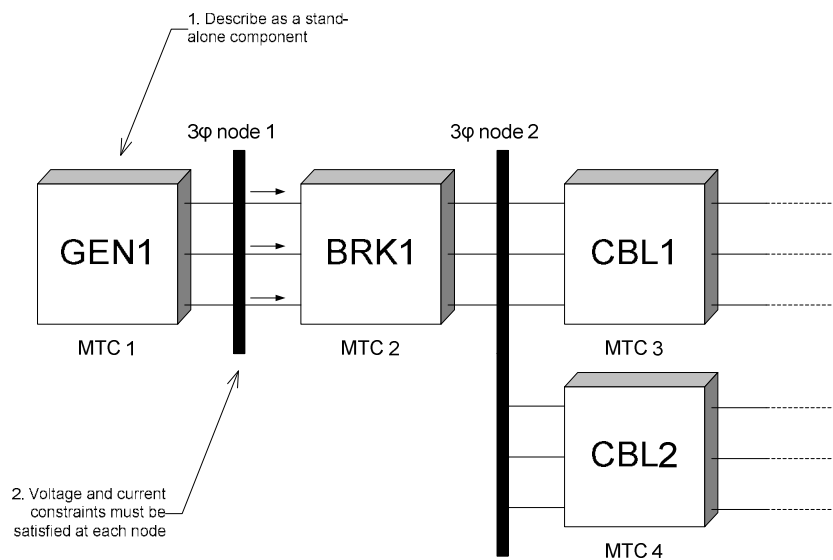 1. Describe as a stand-
alone component
3φ node 1
3φ node 2
GEN1
BRK1
CBL1
MTC 1
MTC 2
MTC 3
CBL2
MTC 4
2. Voltage and current
constraints must be
satisfied at each node